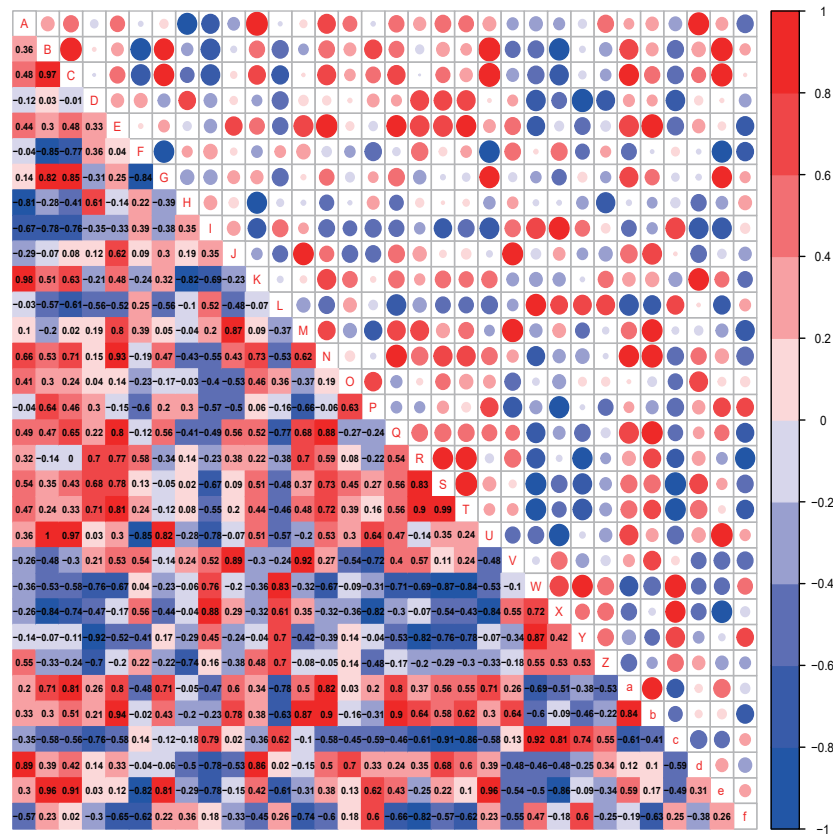 A
0.36 B
0.48 0.97 C
−0.12 0.03 −0.01 D
0.44 0.3 0.48 0.33 E
−0.04 −0.85 −0.77 0.36 0.04 F
0.14 0.82 0.85 −0.31 0.25 −0.84 G
−0.81 −0.28 −0.41 0.61 −0.14 0.22 −0.39 H
−0.67 −0.78 −0.76 −0.35 −0.33 0.39 −0.38 0.35 I
−0.29 −0.07 0.08 0.12 0.62 0.09 0.3 0.19 0.35 J
0.98 0.51 0.63 −0.21 0.48 −0.24 0.32 −0.82 −0.69 −0.23 K
−0.03 −0.57 −0.61 −0.56 −0.52 0.25 −0.56 −0.1 0.52 −0.48 −0.07 L
0.1 −0.2 0.02 0.19 0.8 0.39 0.05 −0.04 0.2 0.87 0.09 −0.37 M
0.66 0.53 0.71 0.15 0.93 −0.19 0.47 −0.43 −0.55 0.43 0.73 −0.53 0.62 N
0.41 0.3 0.24 0.04 0.14 −0.23 −0.17 −0.03 −0.4 −0.53 0.46 0.36 −0.37 0.19 O
−0.04 0.64 0.46 0.3 −0.15 −0.6 0.2 0.3 −0.57 −0.5 0.06 −0.16 −0.66 −0.06 0.63 P
0.49 0.47 0.65 0.22 0.8 −0.12 0.56 −0.41 −0.49 0.56 0.52 −0.77 0.68 0.88 −0.27 −0.24 Q
0.32 −0.14 0 0.7 0.77 0.58 −0.34 0.14 −0.23 0.38 0.22 −0.38 0.7 0.59 0.08 −0.22 0.54 R
0.54 0.35 0.43 0.68 0.78 0.13 −0.05 0.02 −0.67 0.09 0.51 −0.48 0.37 0.73 0.45 0.27 0.56 0.83 S
0.47 0.24 0.33 0.71 0.81 0.24 −0.12 0.08 −0.55 0.2 0.44 −0.46 0.48 0.72 0.39 0.16 0.56 0.9 0.99 T
0.36 1 0.97 0.03 0.3 −0.85 0.82 −0.28 −0.78 −0.07 0.51 −0.57 −0.2 0.53 0.3 0.64 0.47 −0.14 0.35 0.24 U
−0.26 −0.48 −0.3 0.21 0.53 0.54 −0.14 0.24 0.52 0.89 −0.3 −0.24 0.92 0.27 −0.54 −0.72 0.4 0.57 0.11 0.24 −0.48 V
−0.36 −0.53 −0.58 −0.76 −0.67 0.04 −0.22 −0.06 0.76 −0.2 −0.36 0.83 −0.32 −0.67 −0.09 −0.31 −0.71 −0.69 −0.87 −0.84 −0.53 −0.1 W
−0.26 −0.84 −0.74 −0.47 −0.17 0.56 −0.44 −0.04 0.88 0.29 −0.32 0.61 0.35 −0.32 −0.36 −0.82 −0.3 −0.07 −0.54 −0.43 −0.84 0.55 0.72 X
−0.14 −0.07 −0.11 −0.92 −0.52 −0.41 0.17 −0.29 0.45 −0.24 −0.04 0.7 −0.42 −0.39 0.14 −0.04 −0.53 −0.82 −0.76 −0.78 −0.07 −0.34 0.87 0.42 Y
0.55 −0.33 −0.24 −0.7 −0.2 0.22 −0.22 −0.74 0.16 −0.38 0.48 0.7 −0.08 −0.05 0.14 −0.48 −0.17 −0.2 −0.29 −0.3 −0.33 −0.18 0.55 0.53 0.53 Z
0.2 0.71 0.81 0.26 0.8 −0.48 0.71 −0.05 −0.47 0.6 0.34 −0.78 0.5 0.82 0.03 0.2 0.8 0.37 0.56 0.55 0.71 0.26 −0.69 −0.51 −0.38 −0.53 a
0.33 0.3 0.51 0.21 0.94 −0.02 0.43 −0.2 −0.23 0.78 0.38 −0.63 0.87 0.9 −0.16 −0.31 0.9 0.64 0.58 0.62 0.3 0.64 −0.6 −0.09 −0.46 −0.22 0.84 b
−0.35 −0.58 −0.56 −0.76 −0.58 0.14 −0.12 −0.18 0.79 0.02 −0.36 0.62 −0.1 −0.58 −0.45 −0.59 −0.46 −0.61 −0.91 −0.86 −0.58 0.13 0.92 0.81 0.74 0.55 −0.61 −0.41 c
0.89 0.39 0.42 0.14 0.33 −0.04 −0.06 −0.5 −0.78 −0.53 0.86 0.02 −0.15 0.5 0.7 0.33 0.24 0.35 0.68 0.6 0.39 −0.48 −0.46 −0.48 −0.25 0.34 0.12 0.1 −0.59 d
0.3 0.96 0.91 0.03 0.12 −0.82 0.81 −0.29 −0.78 −0.15 0.42 −0.61 −0.31 0.38 0.13 0.62 0.43 −0.25 0.22 0.1 0.96 −0.54 −0.5 −0.86 −0.09 −0.34 0.59 0.17 −0.49 0.31 e
−0.57 0.23 0.02 −0.3 −0.65 −0.62 0.22 0.36 0.18 −0.33 −0.45 −0.26 −0.74 −0.6 0.18 0.6 −0.66 −0.82 −0.57 −0.62 0.23 −0.55 0.47 −0.18 0.6 −0.25 −0.19 −0.63 0.25 −0.38 0.26 f
1
0.8
0.6
0.4
0.2
0
−0.2
−0.4
−0.6
−0.8
−1